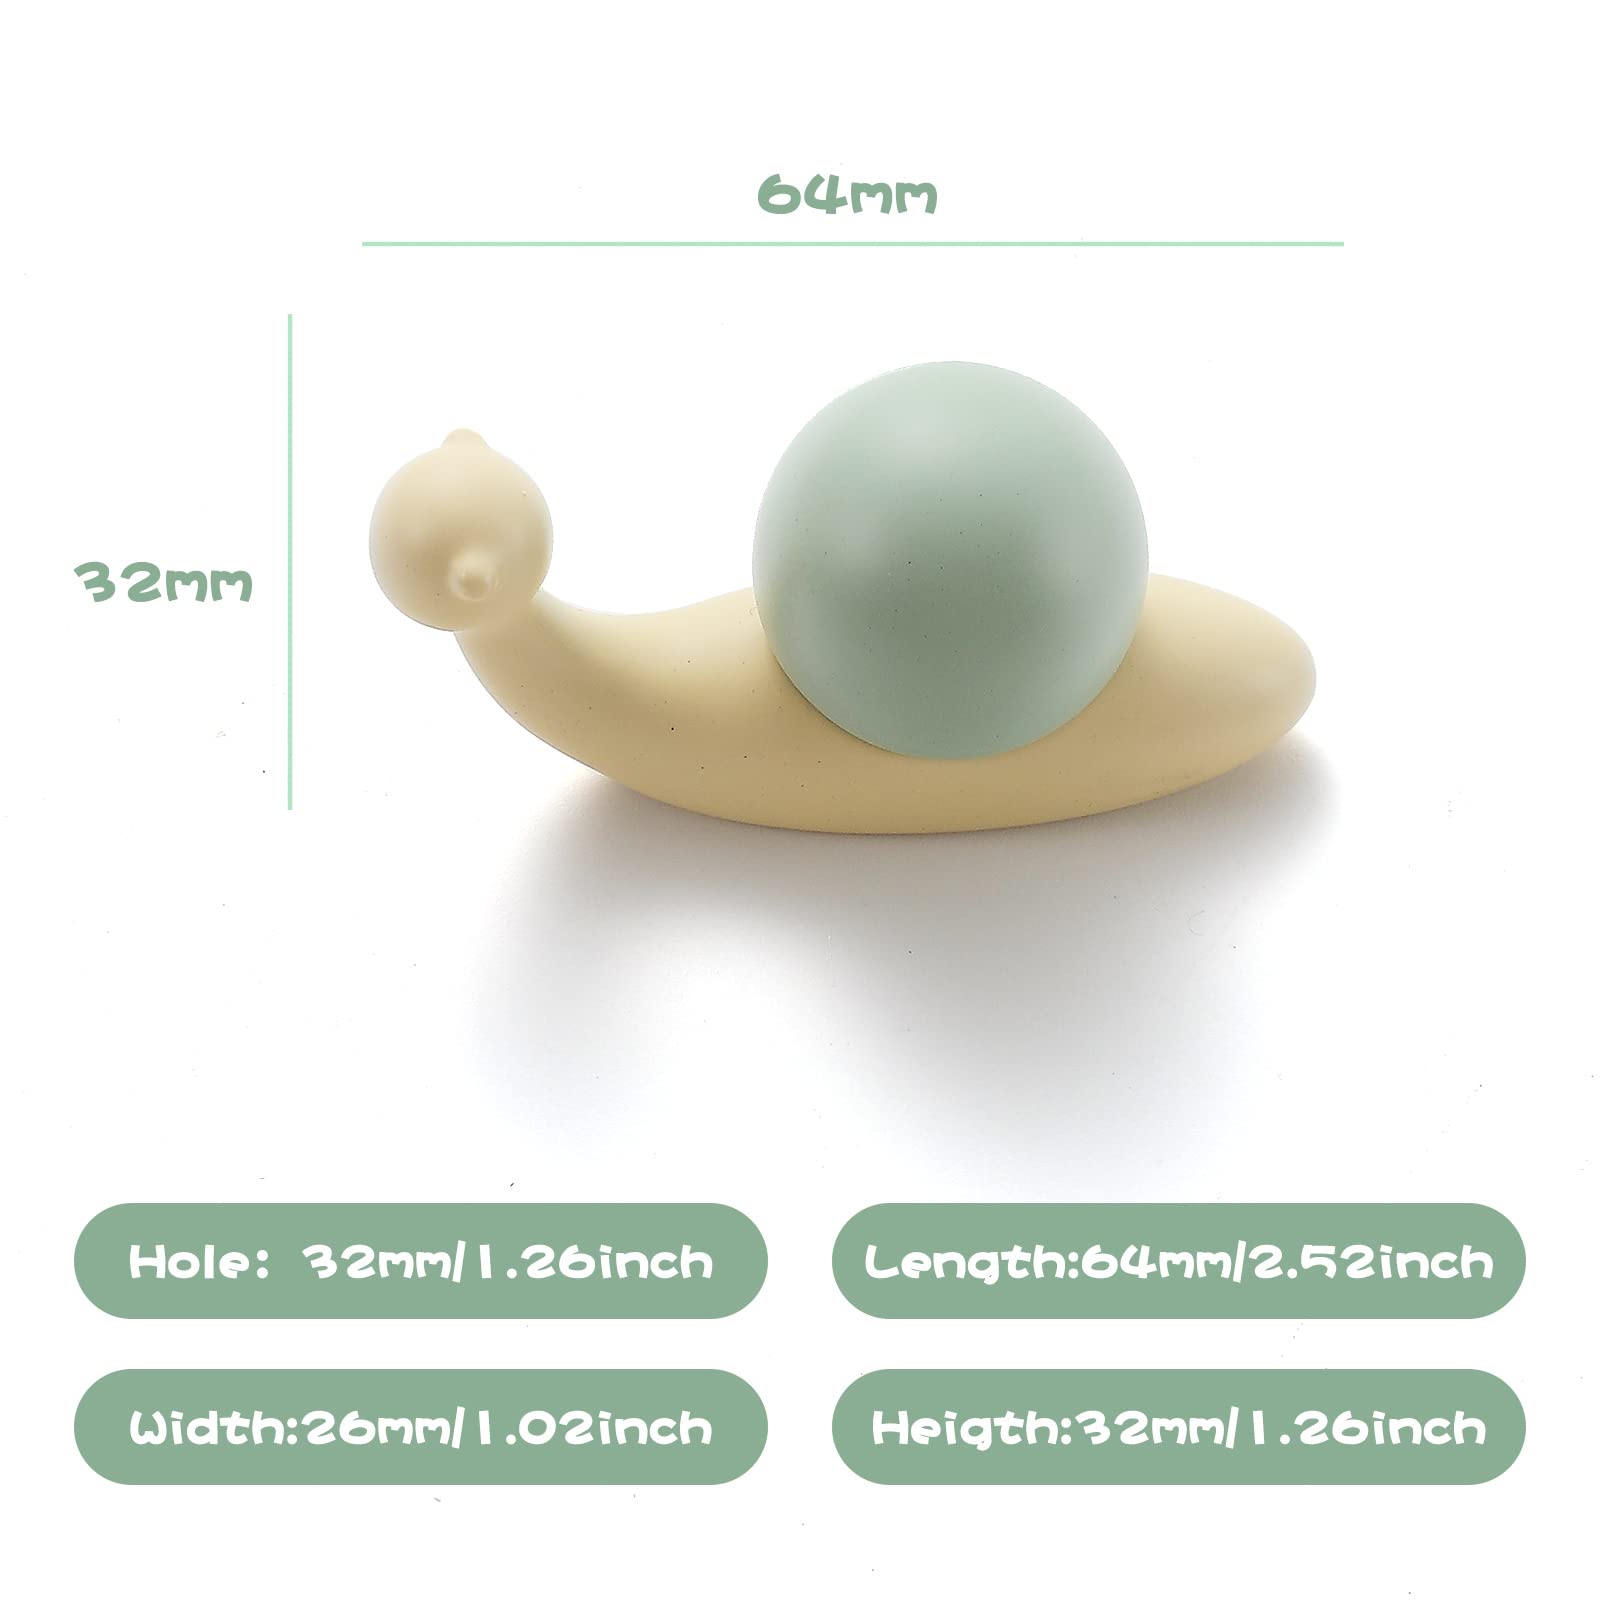 64mm
32mm
Hole: 32mm/1.26inch
Length:64mm/2.52inch
Width:26mm/1.02inch
Heigth:32mm/1.26inch